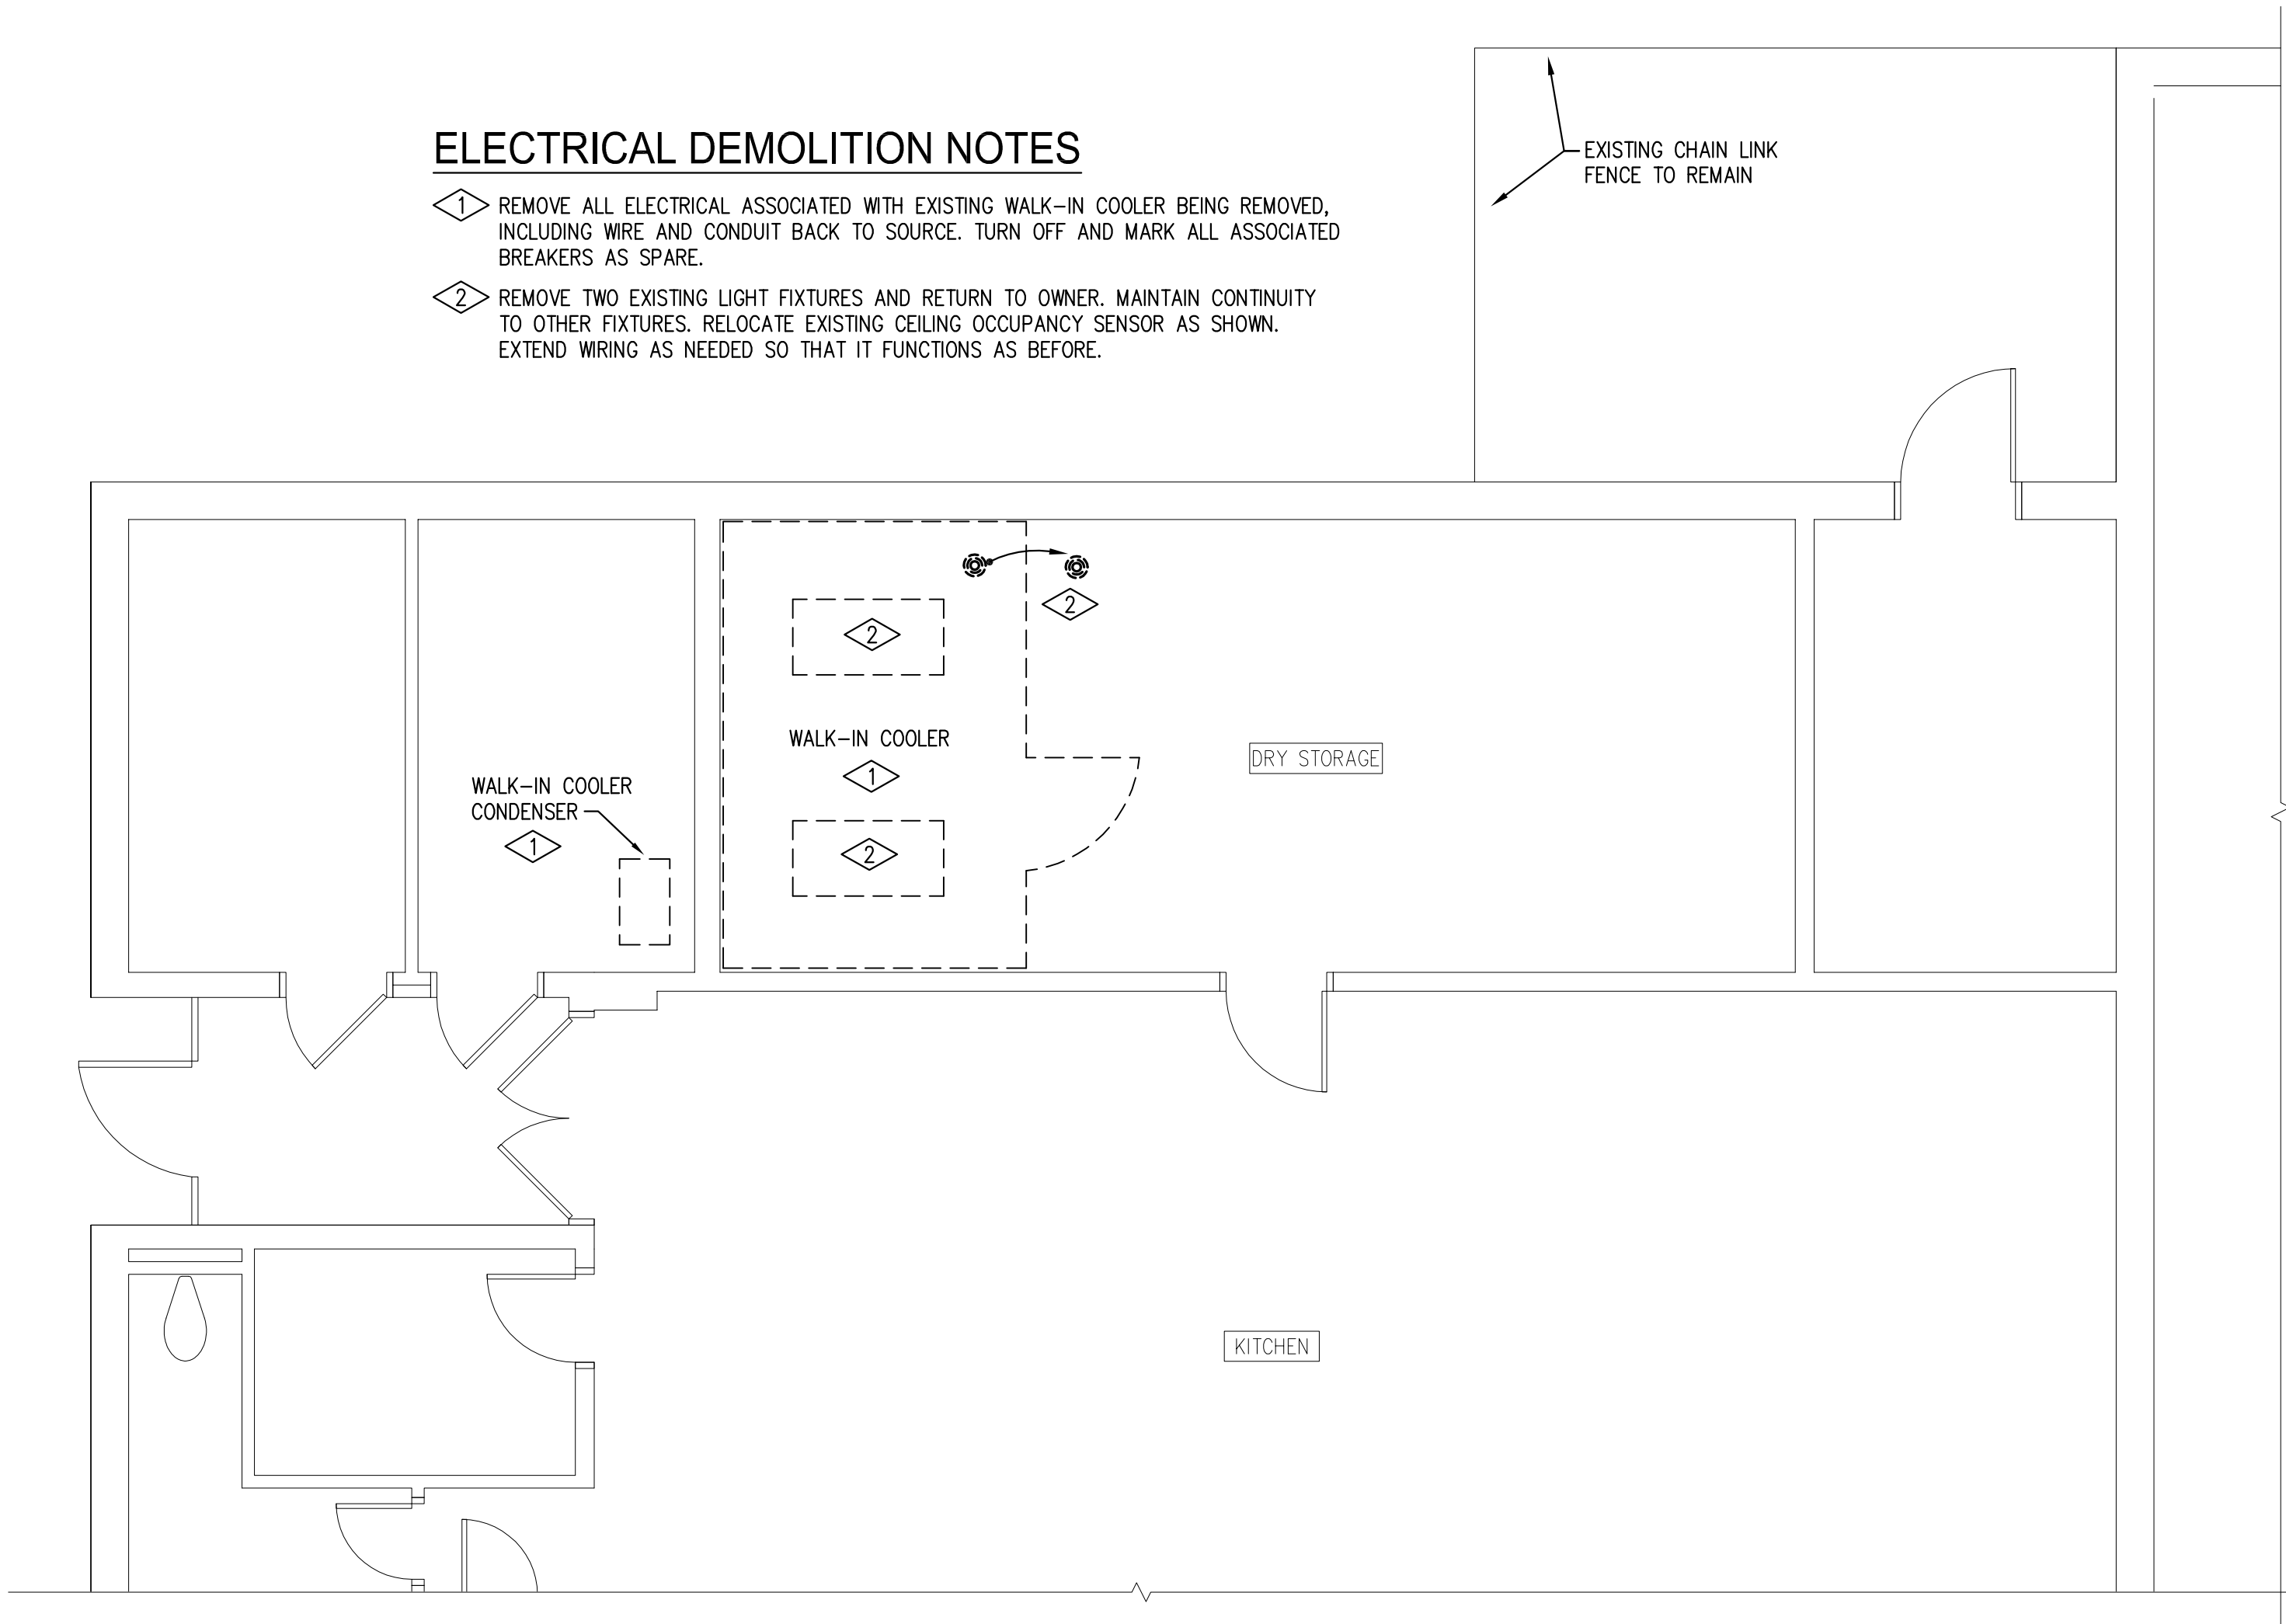 ELECTRICAL DEMOLITION NOTES
1 REMOVE ALL ELECTRICAL ASSOCIATED WITH EXISTING WALK-IN COOLER BEING REMOVED,
INCLUDING WIRE AND CONDUIT BACK TO SOURCE. TURN OFF AND MARK ALL ASSOCIATED
BREAKERS AS SPARE.
2 REMOVE TWO EXISTING LIGHT FIXTURES AND RETURN TO OWNER. MAINTAIN CONTINUITY
TO OTHER FIXTURES. RELOCATE EXISTING CEILING OCCUPANCY SENSOR AS SHOWN.
EXTEND WIRING AS NEEDED SO THAT IT FUNCTIONS AS BEFORE.
EXISTING CHAIN LINK
FENCE TO REMAIN
2
2
WALK-IN COOLER
1
DRY STORAGE
WALK-IN COOLER
CONDENSER
1
2
KITCHEN